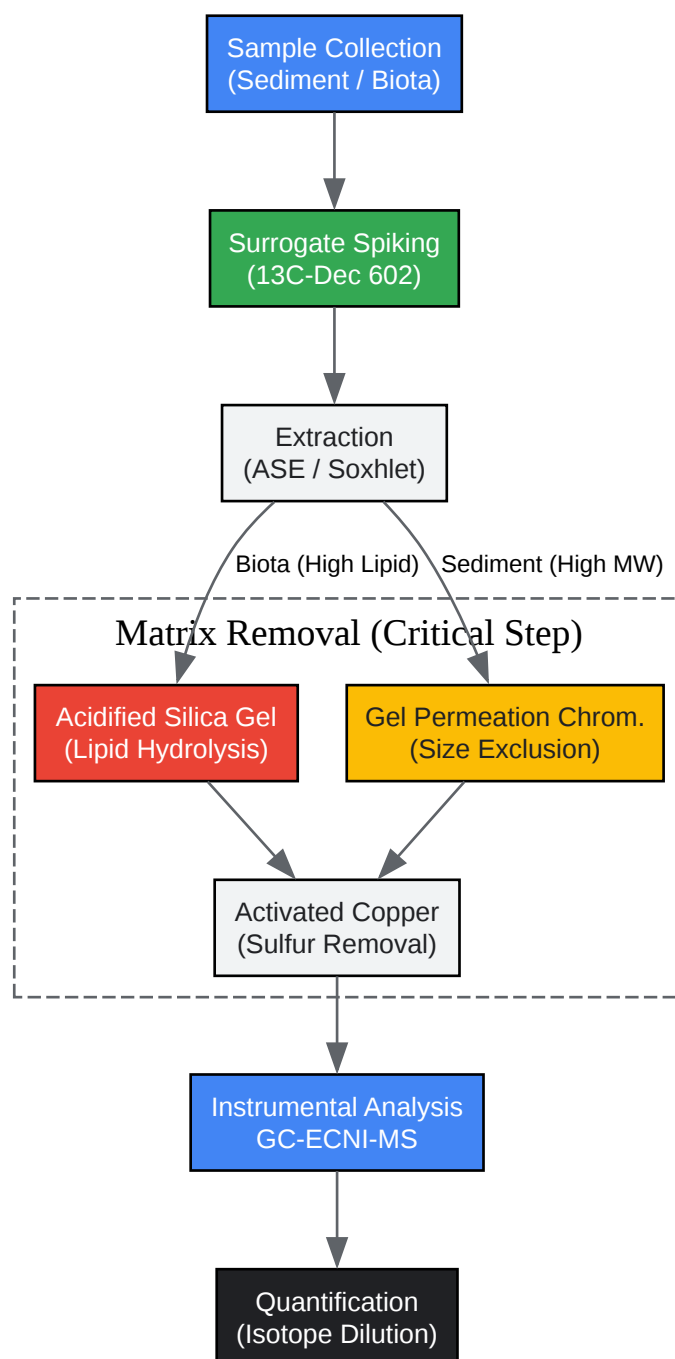 Sample Collection
(Sediment / Biota)
Surrogate Spiking
(13C-Dec 602)
Extraction
(ASE / Soxhlet)
Biota (High Lipid)
Sediment (High MW)
Matrix Removal (Critical Step)
Acidified Silica Gel
(Lipid Hydrolysis)
Gel Permeation Chrom.
(Size Exclusion)
Activated Copper
(Sulfur Removal)
Instrumental Analysis
GC-ECNI-MS
Quantification
(Isotope Dilution)